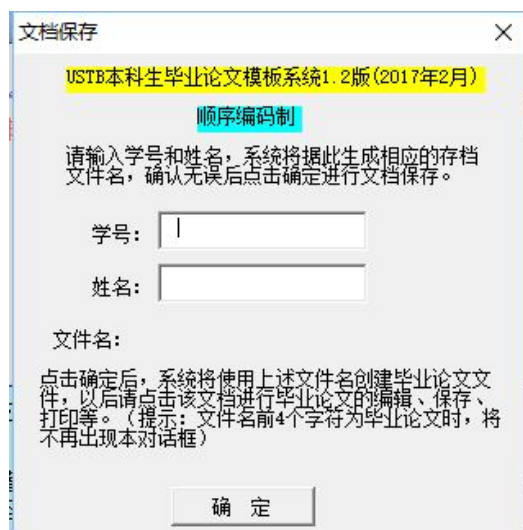 文档保存
USTB本科生毕业论文模板系统1.2版(2017年2月)
顺序编码制
请输入学号和姓名，系统将据此生成相应的存档
文件名，确认无误后点击确定进行文档保存。
学号：
姓名：
文件名：
点击确定后，系统将使用上述文件名创建毕业论文文
件，以后请点击该文档进行毕业论文的编辑、保存、
打印等。（提示：文件名前4个字符为毕业论文时，将
不再出现本对话框）
确 定